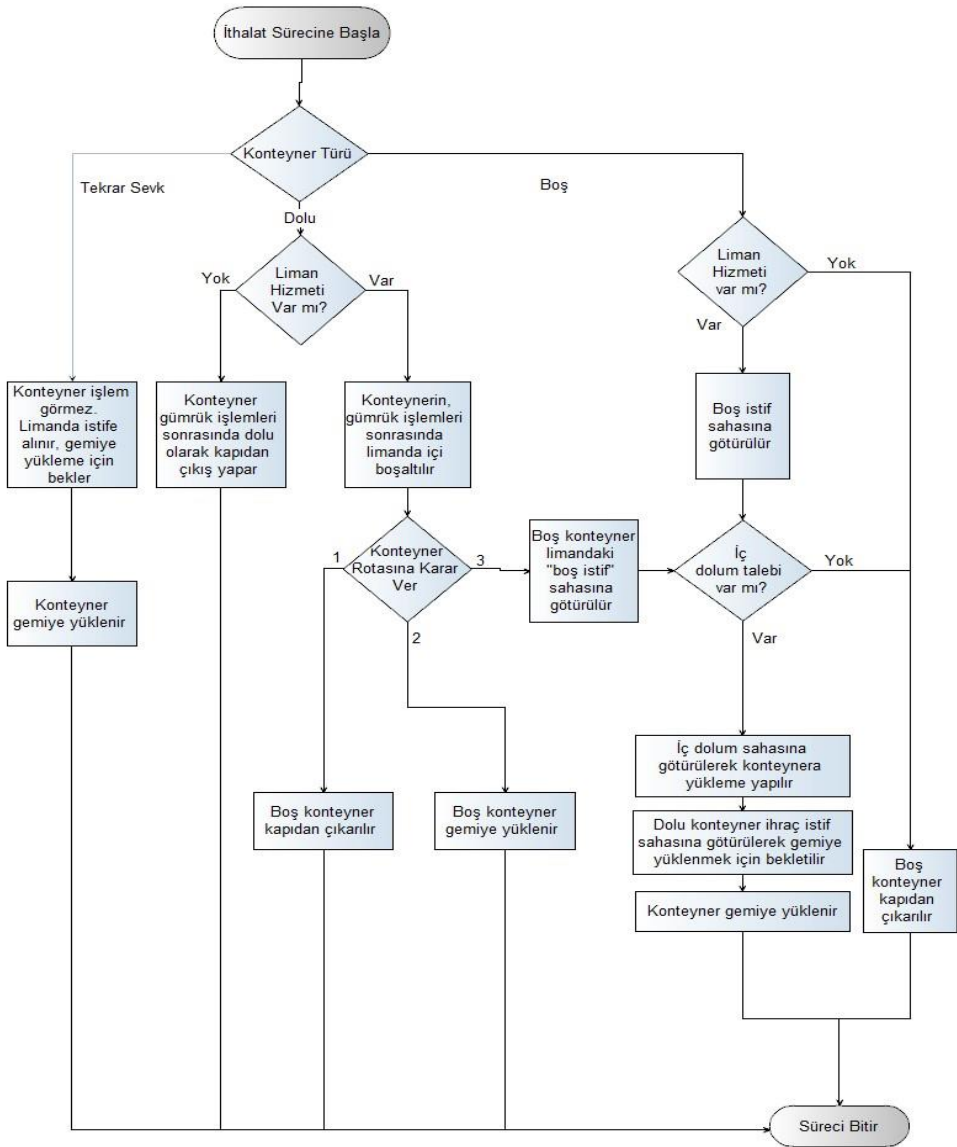 İthalat Sürecine Başla
Konteyner Türü
Tekrar Sevk
Boş
Dolu
Liman
Hizmeti
Var mı?
Yok
Var
Liman
Hizmeti
var mı?
Yok
Var
Konteyner işlem
görmez.
Limanda istife
alınır, gemiye
yükleme için
bekler
Konteyner
gümrük işlemleri
sonrasında dolu
olarak kapıdan
çıkış yapar
Konteynerin,
gümrük işlemleri
sonrasında
limanda içi
boşaltılır
Boş istif
sahasına
götürülür
Konteyner
gemiye yüklenir
1
Konteyner
Rotasına Karar
Ver
3
2
Boş konteyner
limandaki
"boş istif"
sahasına
götürülür
İç
dolum talebi
var mı?
Yok
Var
Boş konteyner
kapıdan çıkarılır
Boş konteyner
gemiye yüklenir
İç dolum sahasına
götürülerek konteynera
yükleme yapılır
Dolu konteyner ihraç istif
sahasına götürülerek gemiye
yüklenmek için bekletilir
Konteyner gemiye yüklenir
Boş
konteyner
kapıdan
çıkarılır
Süreci Bitir